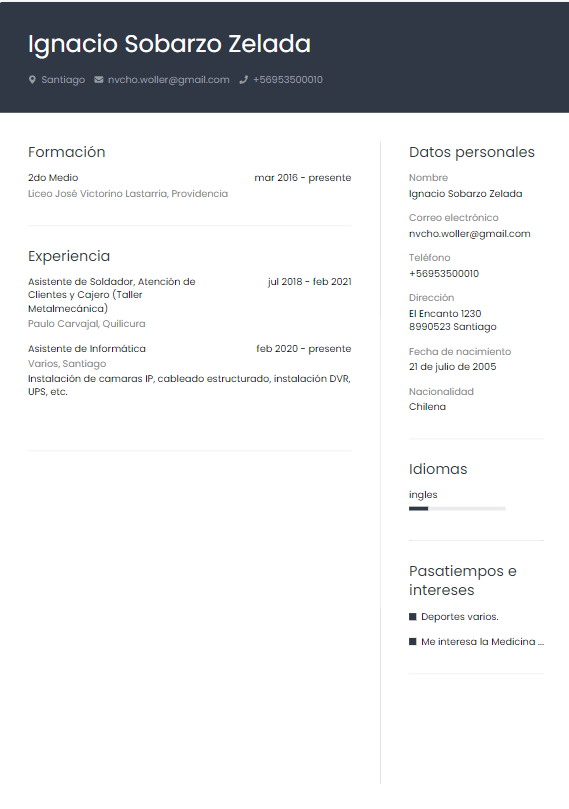 Ignacio Sobarzo Zelada
Santiago nvcho.woller@gmail.com +56953500010
Formación
2do Medio mar 2016 - presente
Liceo José Victorino Lastarria, Providencia
Experiencia
Asistente de Soldador, Atención de jul 2018 - feb 2021
Clientes y Cajero (Taller
Metalmecánica)
Paulo Carvajal, Quilicura
Asistente de Informática feb 2020 - presente
Varios, Santiago
Instalación de camaras IP, cableado estructurado, instalación DVR,
UPS, etc.
Datos personales
Nombre
Ignacio Sobarzo Zelada
Correo electrónico
nvcho.woller@gmail.com
Teléfono
+56953500010
Dirección
El Encanto 1230
8990523 Santiago
Fecha de nacimiento
21 de julio de 2005
Nacionalidad
Chilena
Idiomas
ingles
Pasatiempos e
intereses
Deportes varios.
Me interesa la Medicina ...